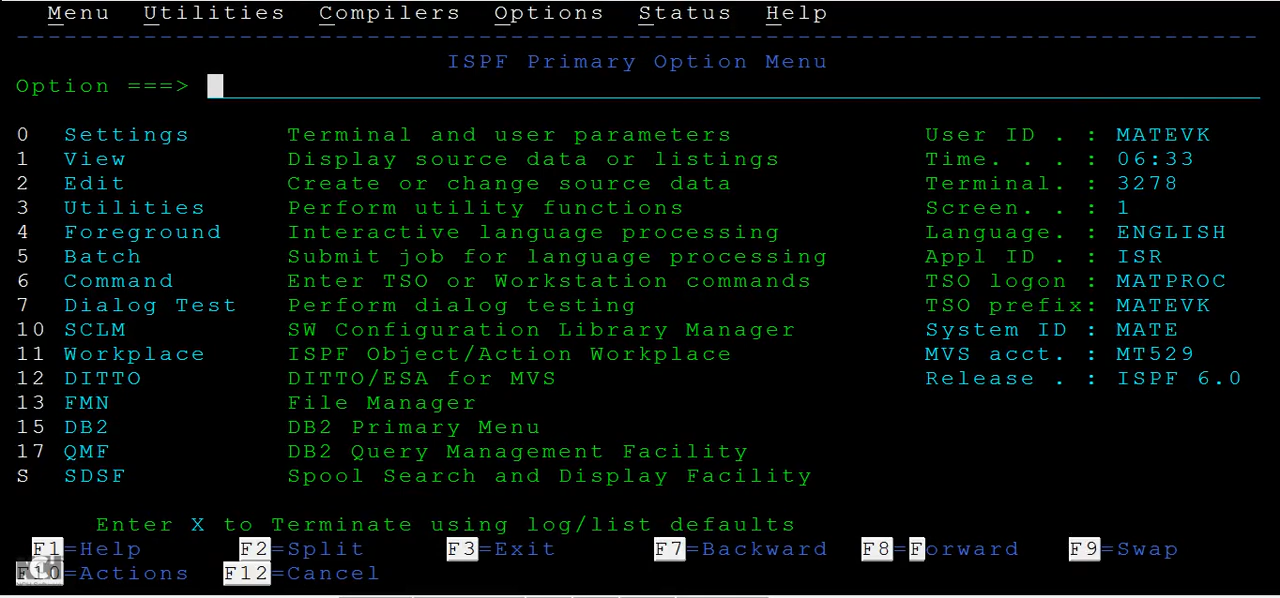 Menu Utilities Compilers Options Status Help
ISPF Primary Option Menu
Option ===>
0 Settings Terminal and user parameters User ID . : MATEVK
1 View Display source data or listings Time. . . : 06:33
2 Edit Create or change source data Terminal. : 3278
3 Utilities Perform utility functions Screen. . : 1
4 Foreground Interactive language processing Language. : ENGLISH
5 Batch Submit job for language processing Appl ID . : ISR
6 Command Enter TSO or Workstation commands TSO logon : MATPROC
7 Dialog Test Perform dialog testing TSO prefix: MATEVK
10 SCLM SW Configuration Library Manager System ID : MATE
11 Workplace ISPF Object/Action Workplace MVS acct. : MT529
12 DITTO DITTO/ESA for MVS Release . : ISPF 6.0
13 FMN File Manager
15 DB2 DB2 Primary Menu
17 QMF DB2 Query Management Facility
S SDSF Spool Search and Display Facility
Enter X to Terminate using log/list defaults
F1=Help F2=Split F3=Exit F7=Backward F8=Forward F9=Swap
F10=Actions F12=Cancel